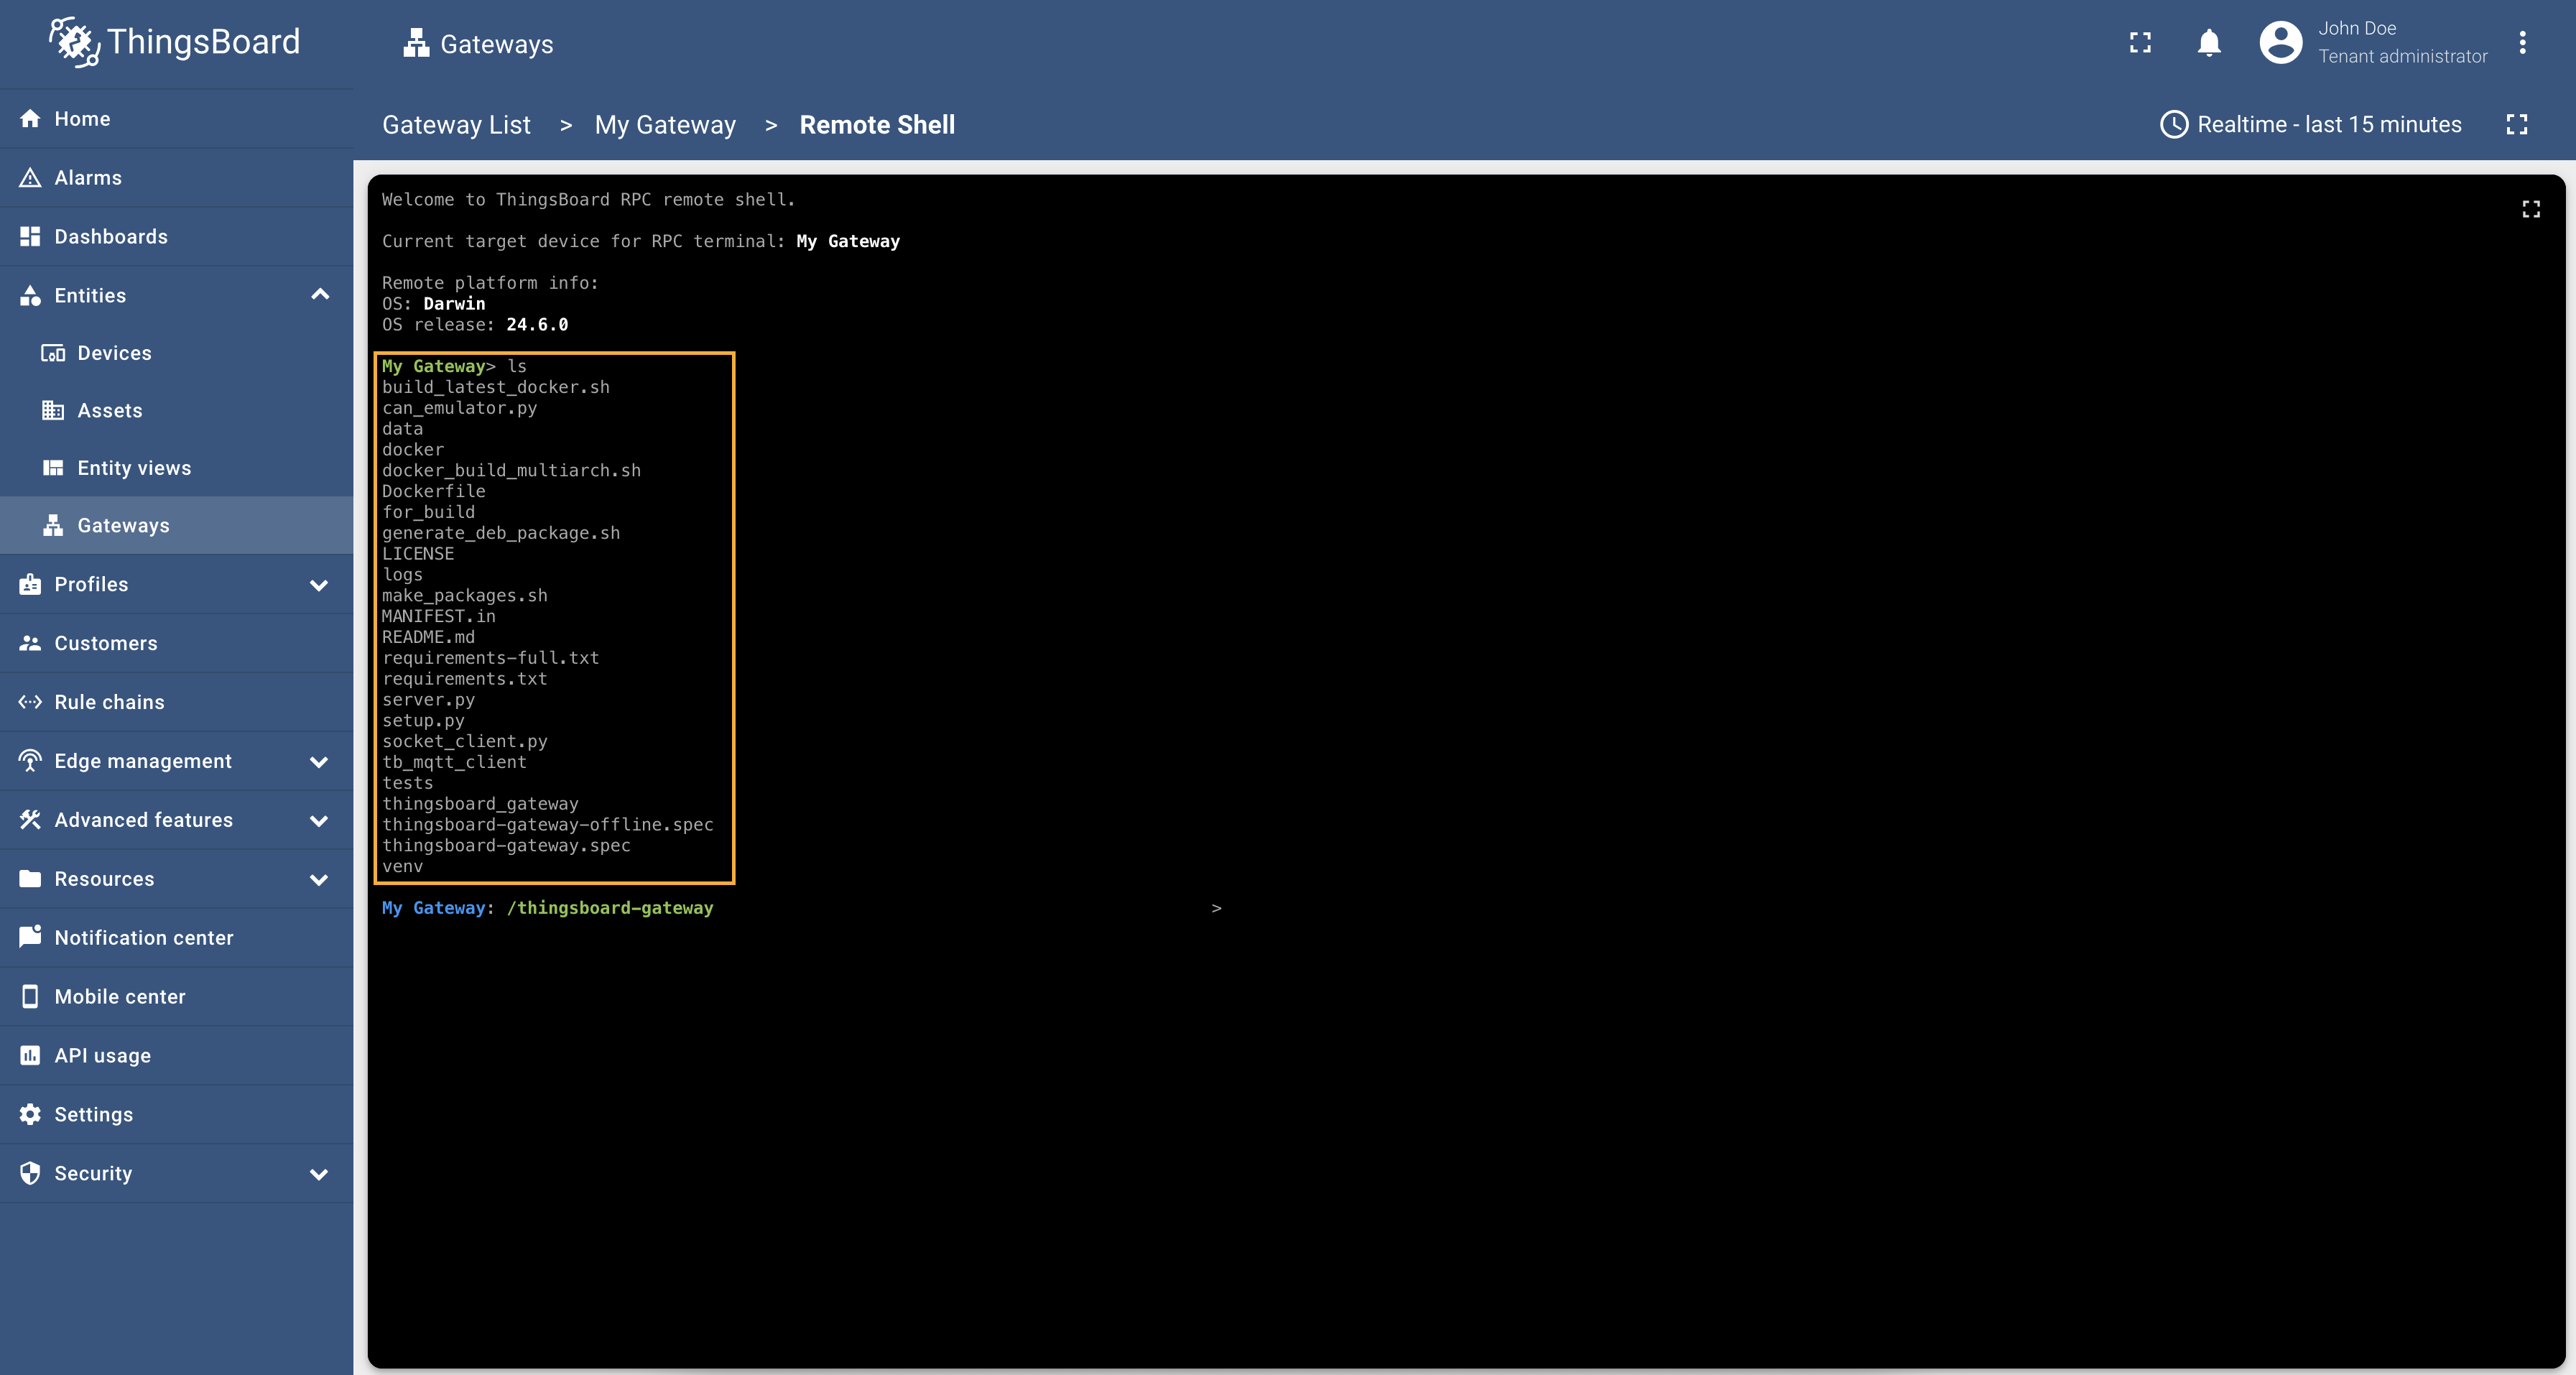 ThingsBoard
Gateways
John Doe
Tenant administrator
Home
Alarms
Dashboards
Entities
Devices
Assets
Entity views
Gateways
Profiles
Customers
Rule chains
Edge management
Advanced features
Resources
Notification center
Mobile center
API usage
Settings
Security
Gateway List > My Gateway > Remote Shell
Realtime - last 15 minutes
Welcome to ThingsBoard RPC remote shell.
Current target device for RPC terminal: My Gateway
Remote platform info:
OS: Darwin
OS release: 24.6.0
My Gateway> ls
build_latest_docker.sh
can_emulator.py
data
docker
docker_build_multiarch.sh
Dockerfile
for_build
generate_deb_package.sh
LICENSE
logs
make_packages.sh
MANIFEST.in
README.md
requirements-full.txt
requirements.txt
server.py
setup.py
socket_client.py
tb_mqtt_client
tests
thingsboard_gateway
thingsboard-gateway-offline.spec
thingsboard-gateway.spec
venv
My Gateway: /thingsboard-gateway >